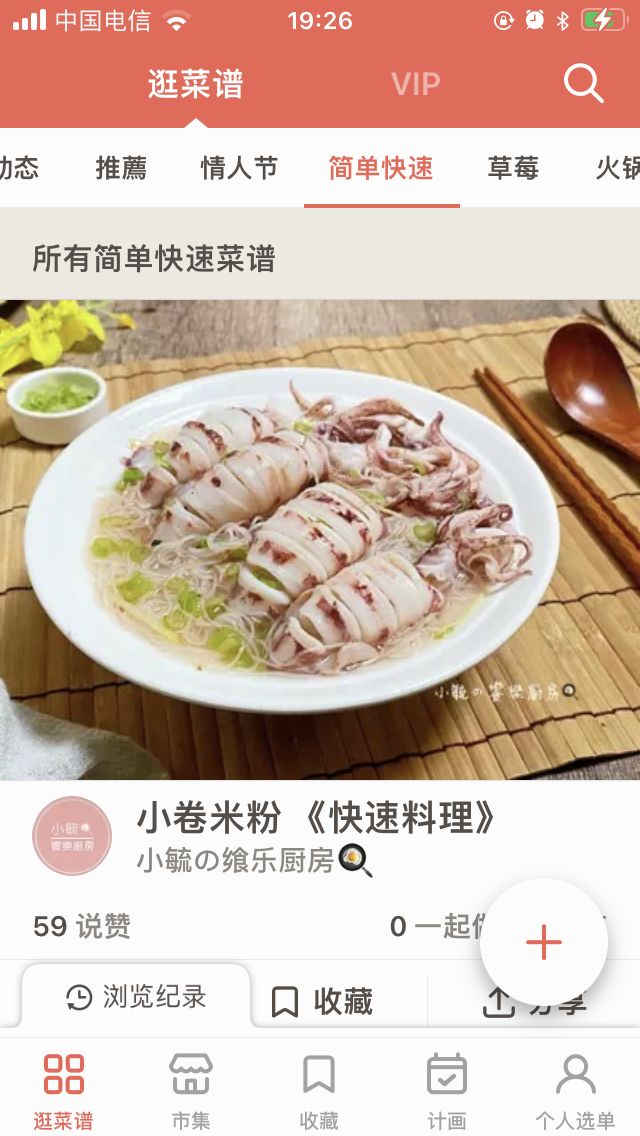 中国电信
19:26
逛菜谱
VIP
动态 推薦 情人节 简单快速 草莓 火锅
所有简单快速菜谱
小毓の饗樂廚房
小毓
饗樂廚房
小卷米粉 《快速料理》
小毓の飨乐厨房
59 说赞
0 一起做
浏览纪录
收藏
分享
逛菜谱 市集 收藏 计画 个人选单